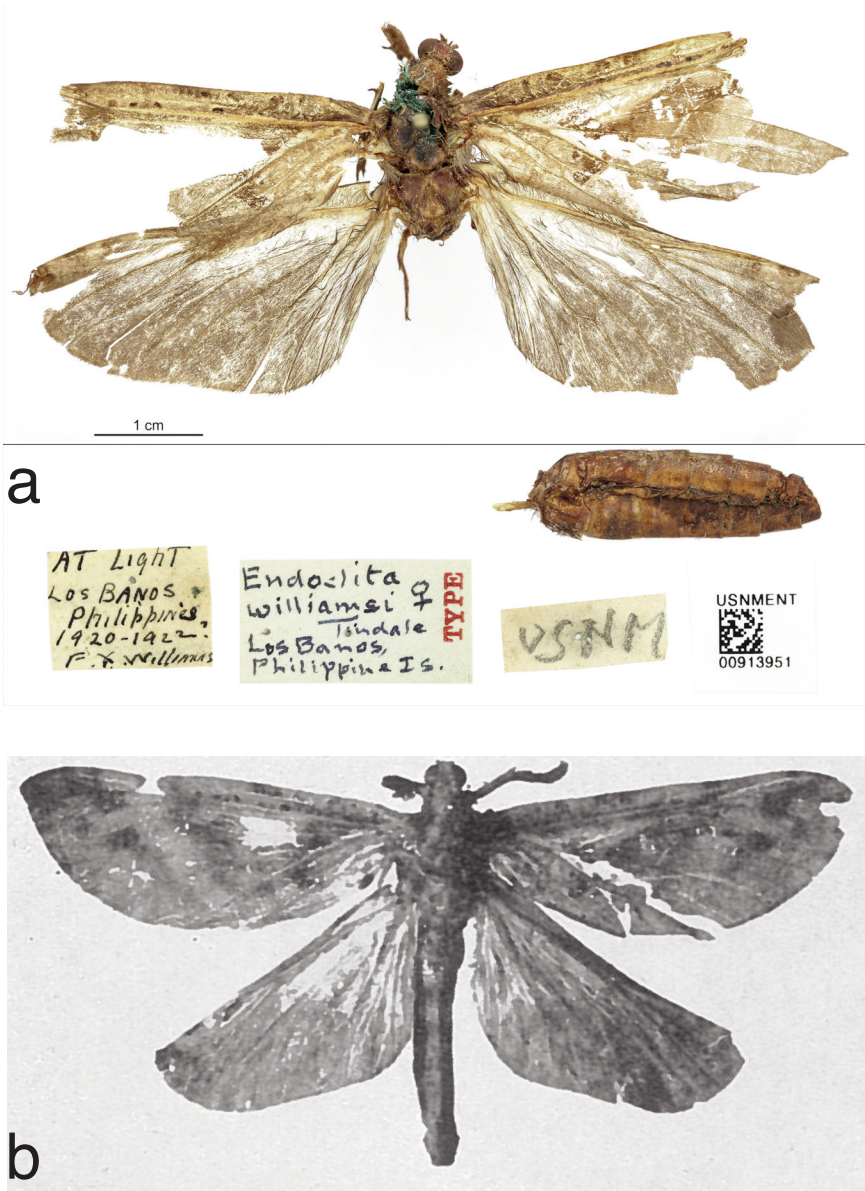 1 cm
a
AT LighT
Los BANOS
Philippines,
1920-1922.
F. X. Williams
Endoclita
williamsi ♀
Tindale
Los Banos,
Philippine Is.
TYPE
USNM
USNMENT
00913951
b